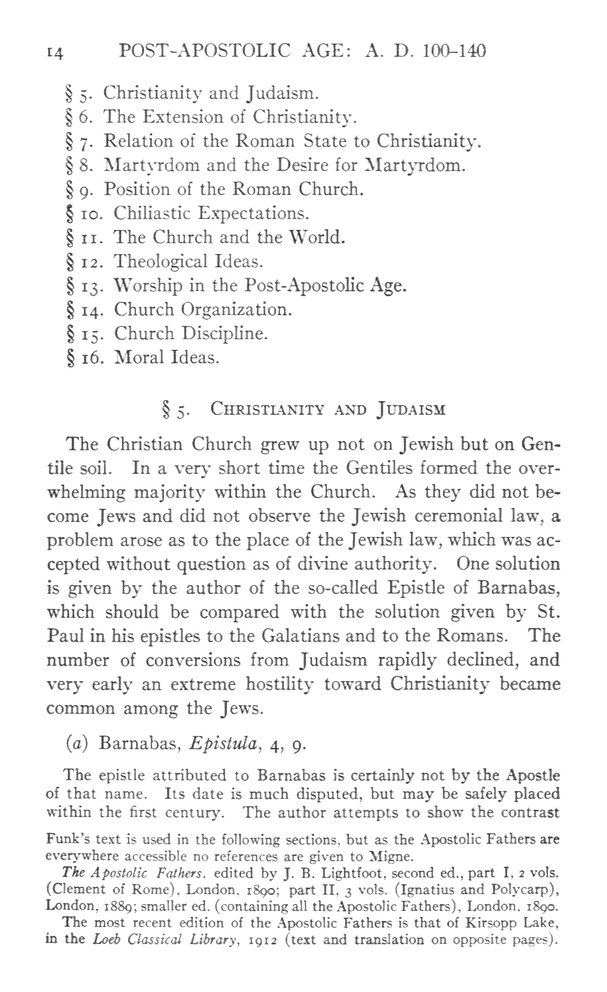 14 POST-APOSTOLIC AGE: A. D. 100–140
§ 5. Christianity and Judaism.
§ 6. The Extension of Christianity.
§ 7. Relation of the Roman State to Christianity.
§ 8. Martyrdom and the Desire for Martyrdom.
§ 9. Position of the Roman Church.
§ 10. Chiliastic Expectations.
§ 11. The Church and the World.
§ 12. Theological Ideas.
§ 13. Worship in the Post-Apostolic Age.
§ 14. Church Organization.
§ 15. Church Discipline.
§ 16. Moral Ideas.
§ 5. CHRISTIANITY AND JUDAISM
The Christian Church grew up not on Jewish but on Gen-
tile soil. In a very short time the Gentiles formed the over-
whelming majority within the Church. As they did not be-
come Jews and did not observe the Jewish ceremonial law, a
problem arose as to the place of the Jewish law, which was ac-
cepted without question as of divine authority. One solution
is given by the author of the so-called Epistle of Barnabas,
which should be compared with the solution given by St.
Paul in his epistles to the Galatians and to the Romans. The
number of conversions from Judaism rapidly declined, and
very early an extreme hostility toward Christianity became
common among the Jews.
(a) Barnabas, Epistula, 4, 9.
The epistle attributed to Barnabas is certainly not by the Apostle
of that name. Its date is much disputed, but may be safely placed
within the first century. The author attempts to show the contrast
Funk's text is used in the following sections, but as the Apostolic Fathers are
everywhere accessible no references are given to Migne.
The Apostolic Fathers, edited by J. B. Lightfoot, second ed., part I, 2 vols.
(Clement of Rome), London, 1890; part II, 3 vols. (Ignatius and Polycarp),
London, 1889; smaller ed. (containing all the Apostolic Fathers), London, 1890.
The most recent edition of the Apostolic Fathers is that of Kirsopp Lake,
in the Loeb Classical Library, 1912 (text and translation on opposite pages).